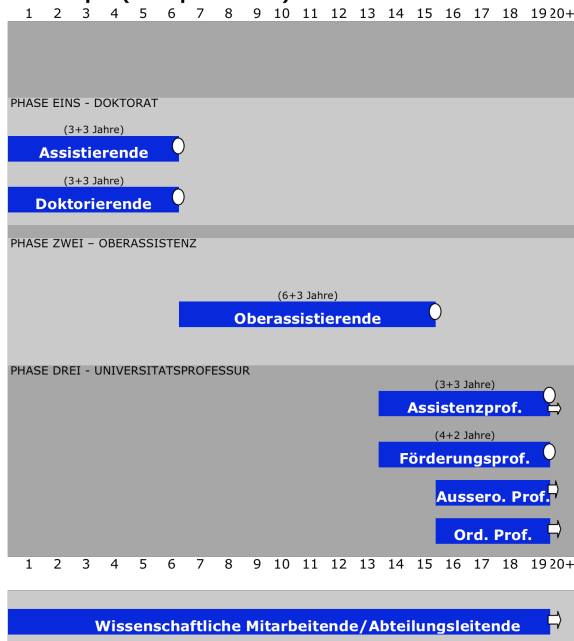 1 2 3 4 5 6 7 8 9 10 11 12 13 14 15 16 17 18 19 20+
PHASE EINS - DOKTORAT
(3+3 Jahre)
Assistierende
(3+3 Jahre)
Doktorierende
PHASE ZWEI – OBERASSISTENZ
(6+3 Jahre)
Oberassistierende
PHASE DREI - UNIVERSITATSPROFESSUR
(3+3 Jahre)
Assistenzprof.
(4+2 Jahre)
Förderungsprof.
Aussero. Prof.
Ord. Prof.
1 2 3 4 5 6 7 8 9 10 11 12 13 14 15 16 17 18 19 20+
Wissenschaftliche Mitarbeitende/Abteilungsleitende